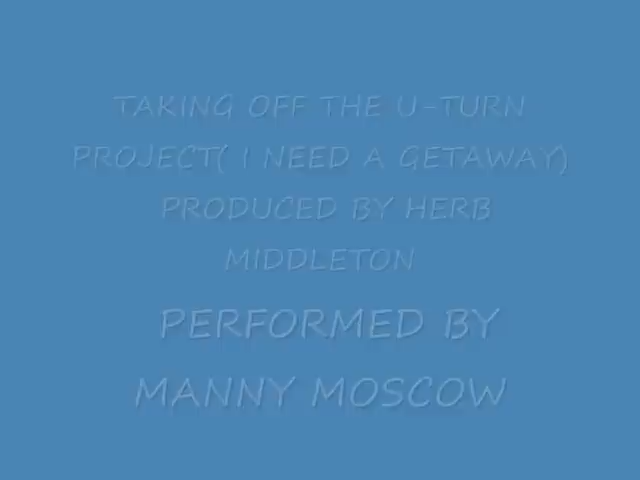 TAKING OFF THE U-TURN
PROJECT( I NEED A GETAWAY)
PRODUCED BY HERB
MIDDLETON
PERFORMED BY
MANNY MOSCOW